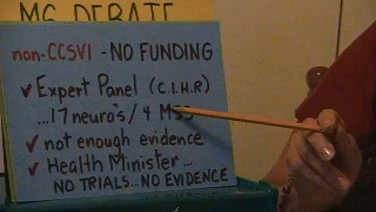 MS DEBATE
non-CCSVI - NO FUNDING
✓ Expert Panel (C.I.H.R)
...17 neuro's / 4 MSS
✓ not enough evidence
✓ Health Minister...
NO TRIALS...NO EVIDENCE